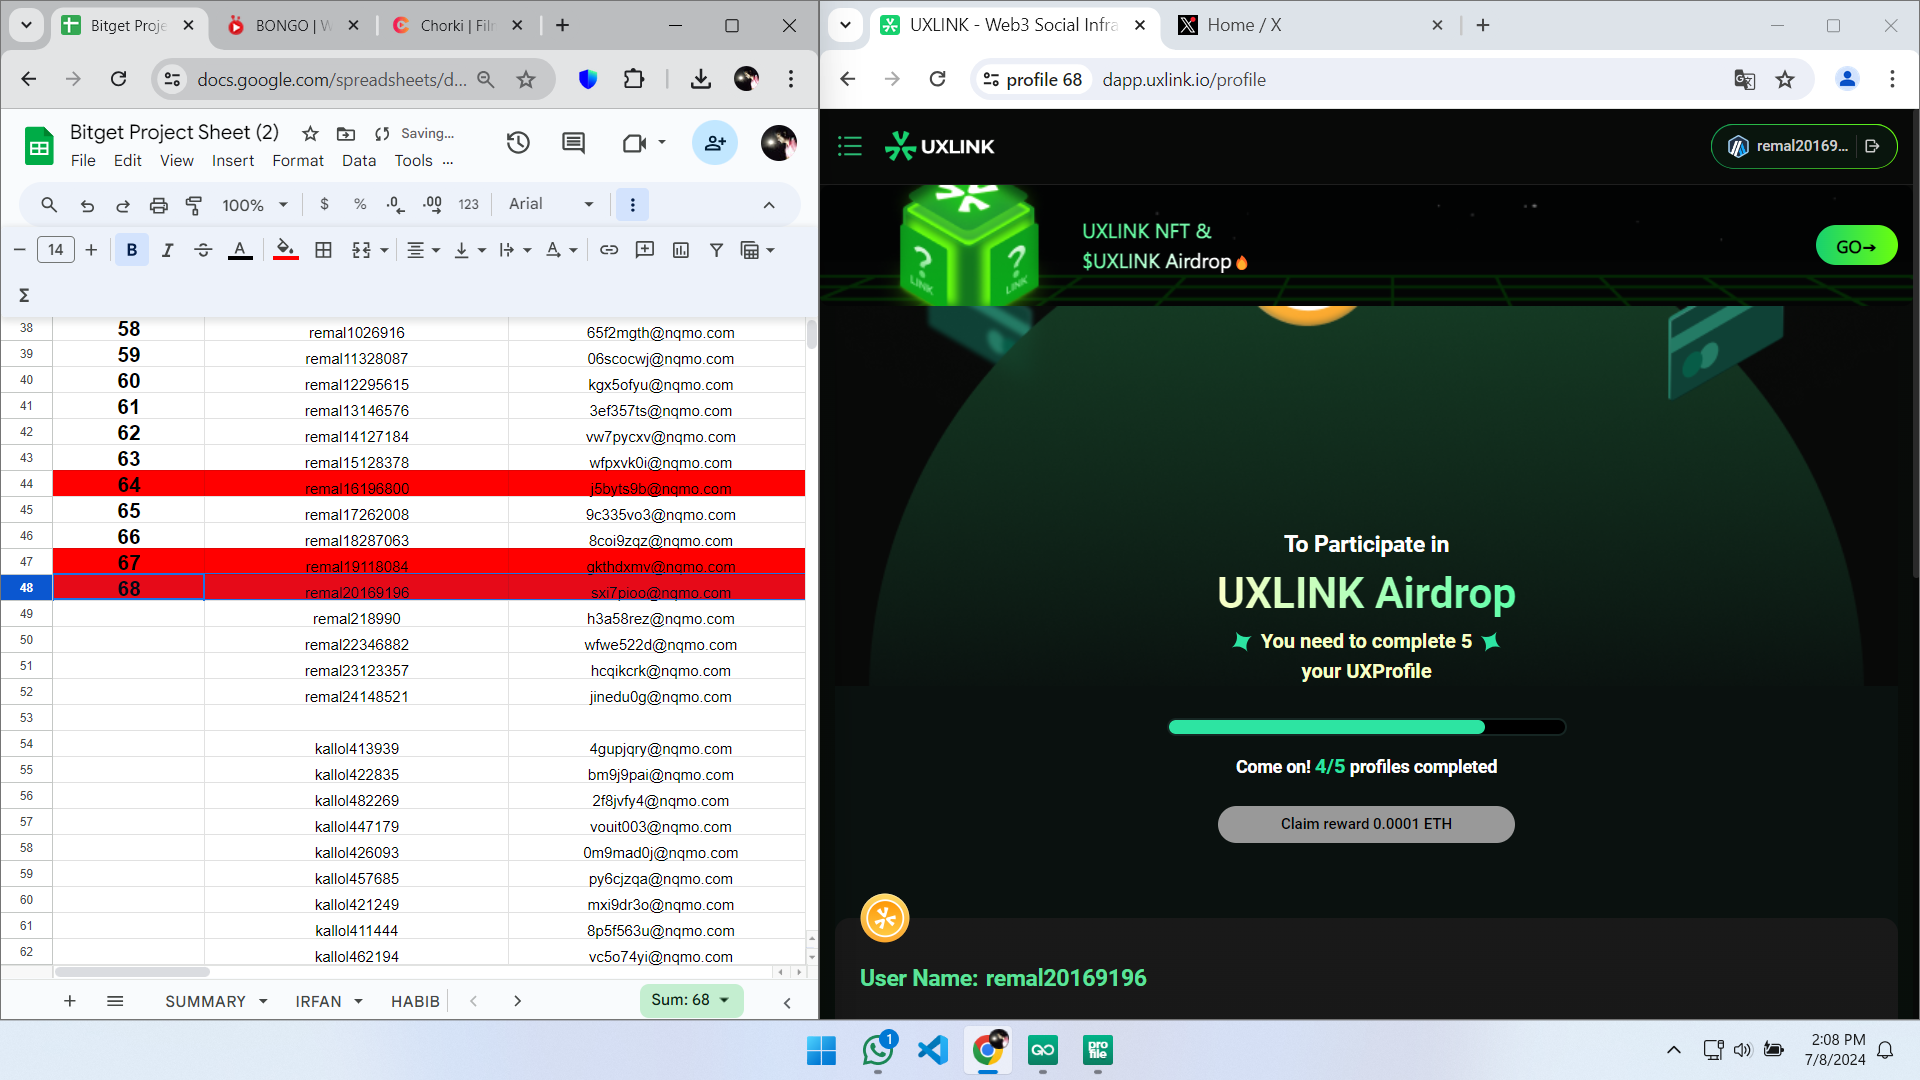 Bitget Proje
BONGO | W
Chorki | Filr
docs.google.com/spreadsheets/d...
Bitget Project Sheet (2)
Saving...
File Edit View Insert Format Data Tools ...
100% $ % .0 .00 123 Arial
14 B I A A
Σ
38 58 remal1026916 65f2mgth@nqmo.com
39 59 remal11328087 06scocwj@nqmo.com
40 60 remal12295615 kgx5ofyu@nqmo.com
41 61 remal13146576 3ef357ts@nqmo.com
42 62 remal14127184 vw7pycxv@nqmo.com
43 63 remal15128378 wfpxvk0i@nqmo.com
44 64 remal16196800 j5byts9b@nqmo.com
45 65 remal17262008 9c335vo3@nqmo.com
46 66 remal18287063 8coi9zqz@nqmo.com
47 67 remal19118084 gkthdxmv@nqmo.com
48 68 remal20169196 sxi7pioo@nqmo.com
49 remal218990 h3a58rez@nqmo.com
50 remal22346882 wfwe522d@nqmo.com
51 remal23123357 hcqikcrk@nqmo.com
52 remal24148521 jinedu0g@nqmo.com
53
54 kallol413939 4gupjqry@nqmo.com
55 kallol422835 bm9j9pai@nqmo.com
56 kallol482269 2f8jvfy4@nqmo.com
57 kallol447179 vouit003@nqmo.com
58 kallol426093 0m9mad0j@nqmo.com
59 kallol457685 py6cjzqa@nqmo.com
60 kallol421249 mxi9dr3o@nqmo.com
61 kallol411444 8p5f563u@nqmo.com
62 kallol462194 vc5o74yi@nqmo.com
SUMMARY IRFAN HABIB
Sum: 68
UXLINK - Web3 Social Infra
Home / X
profile 68 dapp.uxlink.io/profile
UXLINK
remal20169...
UXLINK NFT &
$UXLINK Airdrop
GO→
? ?
LINK LINK
To Participate in
UXLINK Airdrop
You need to complete 5
your UXProfile
Come on! 4/5 profiles completed
Claim reward 0.0001 ETH
User Name: remal20169196
1
GO
pro
file
2:08 PM
7/8/2024